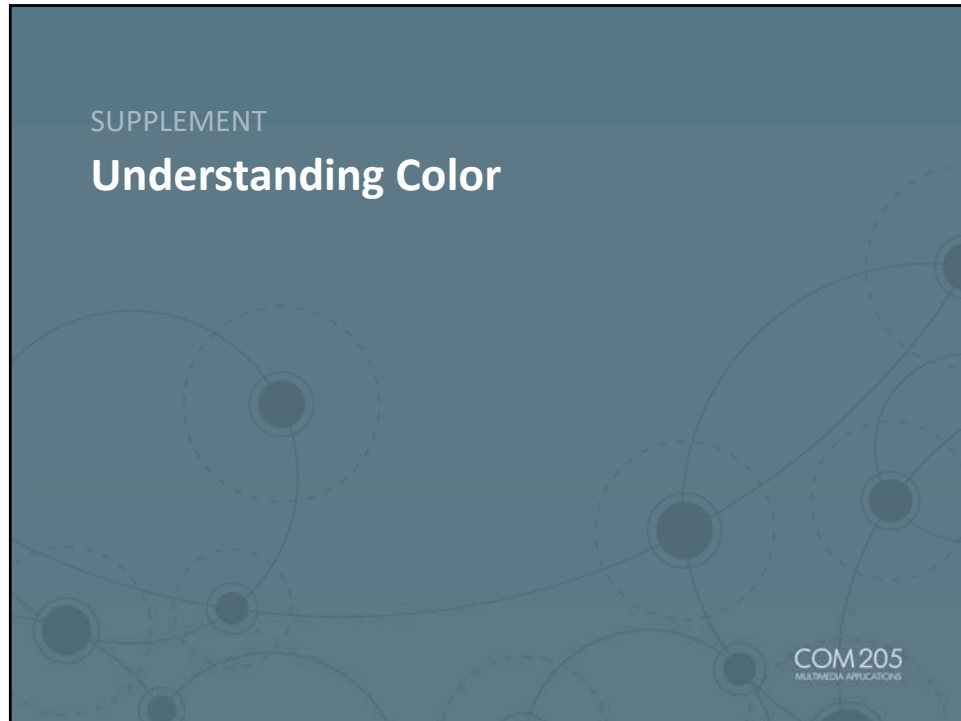 SUPPLEMENT
Understanding Color
COM 205
MULTIMEDIA APPLICATIONS